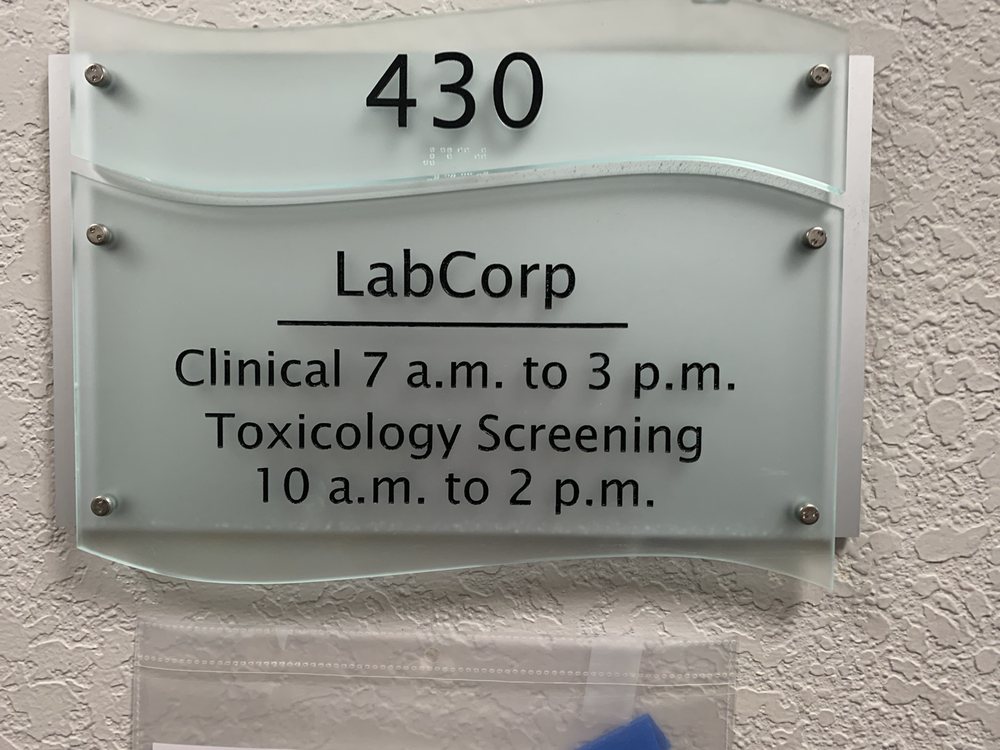 430
LabCorp
Clinical 7 a.m. to 3 p.m.
Toxicology Screening
10 a.m. to 2 p.m.